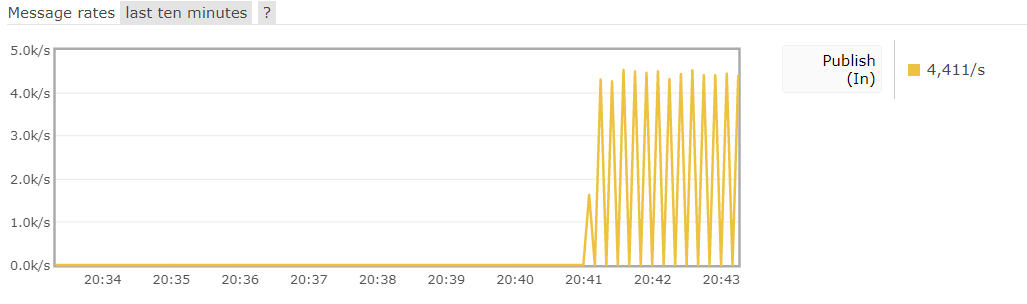 Message rates last ten minutes ?
5.0k/s
4.0k/s
3.0k/s
2.0k/s
1.0k/s
0.0k/s
20:34 20:35 20:36 20:37 20:38 20:39 20:40 20:41 20:42 20:43
Publish
(In)
4,411/s